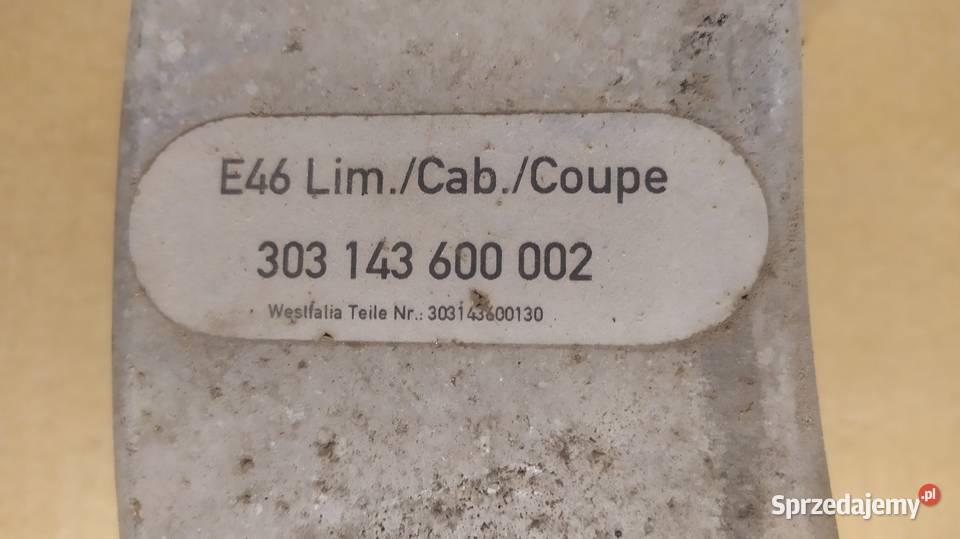 E46 Lim./Cab./Coupe
303 143 600 002
Westfalia Teile Nr.: 303143600130
Sprzedajemy.pl